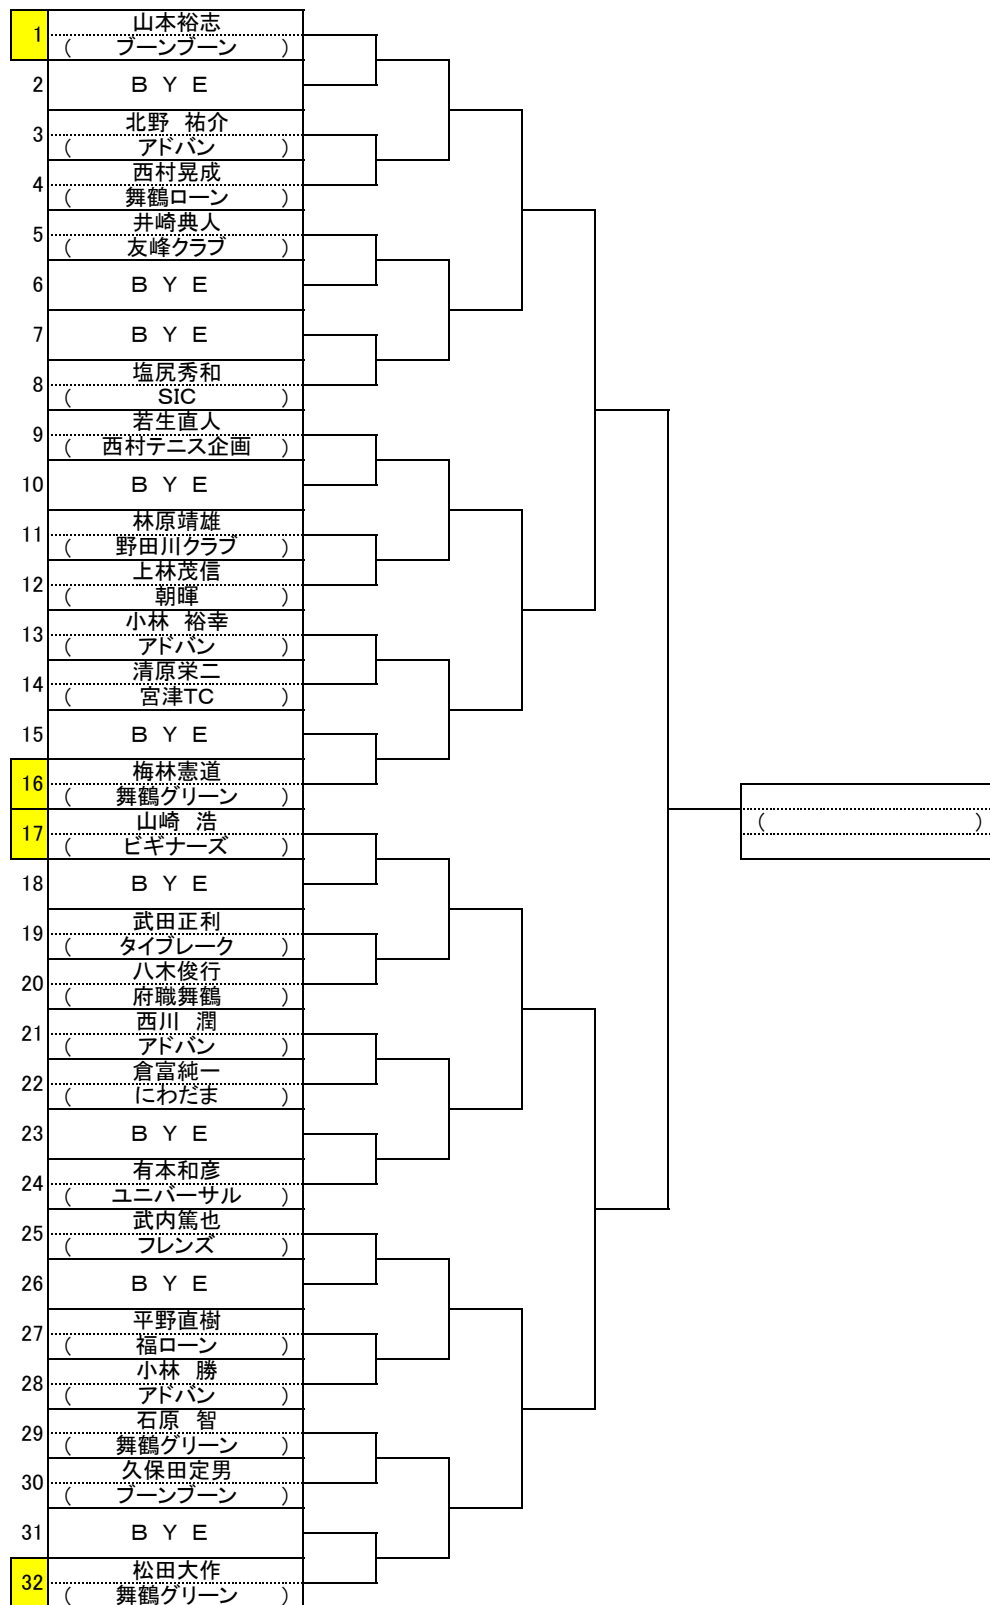 山本裕志
1
( ブーンブーン )
2 B Y E
北野 祐介
3
( アドバン )
西村晃成
4
( 舞鶴ローン )
井崎典人
5
( 友峰クラブ )
6 B Y E
7 B Y E
塩尻秀和
8
( SIC )
若生直人
9
( 西村テニス企画 )
10 B Y E
林原靖雄
11
( 野田川クラブ )
上林茂信
12
( 朝暉 )
小林 裕幸
13
( アドバン )
清原栄二
14
( 宮津TC )
15 B Y E
梅林憲道
16
( 舞鶴グリーン )
山崎 浩
17
( ビギナーズ )
18 B Y E
武田正利
19
( タイブレーク )
八木俊行
20
( 府職舞鶴 )
西川 潤
21
( アドバン )
倉富純一
22
( にわだま )
23 B Y E
有本和彦
24
( ユニバーサル )
武内篤也
25
( フレンズ )
26 B Y E
平野直樹
27
( 福ローン )
小林 勝
28
( アドバン )
石原 智
29
( 舞鶴グリーン )
久保田定男
30
( ブーンブーン )
31 B Y E
松田大作
32
( 舞鶴グリーン )
( )